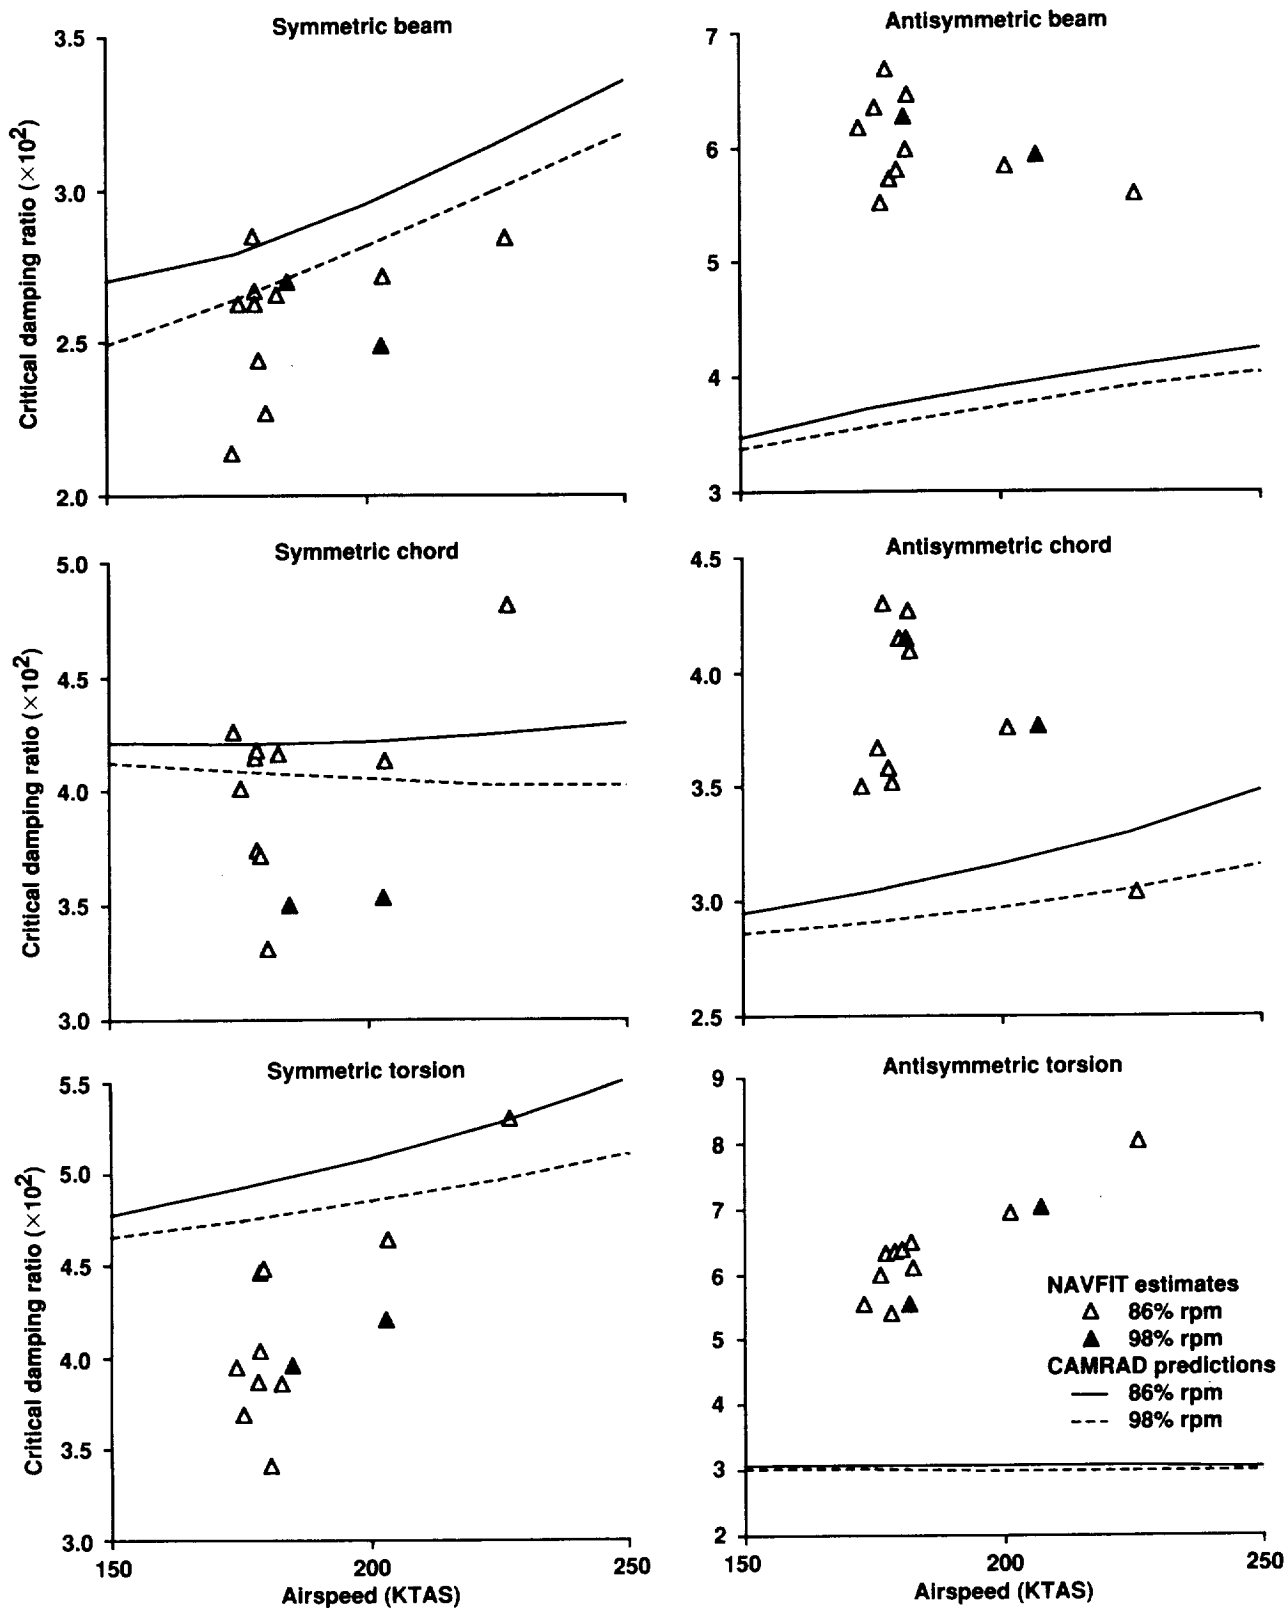 Symmetric beam
3.5
3.0
2.5
2.0
Critical damping ratio (×10²)
Antisymmetric beam
7
6
5
4
3
Symmetric chord
5.0
4.5
4.0
3.5
3.0
Critical damping ratio (×10²)
Antisymmetric chord
4.5
4.0
3.5
3.0
2.5
Symmetric torsion
5.5
5.0
4.5
4.0
3.5
3.0
Critical damping ratio (×10²)
150 200 250
Airspeed (KTAS)
Antisymmetric torsion
9
8
7
6
5
4
3
2
NAVFIT estimates
86% rpm
98% rpm
CAMRAD predictions
86% rpm
98% rpm
150 200 250
Airspeed (KTAS)